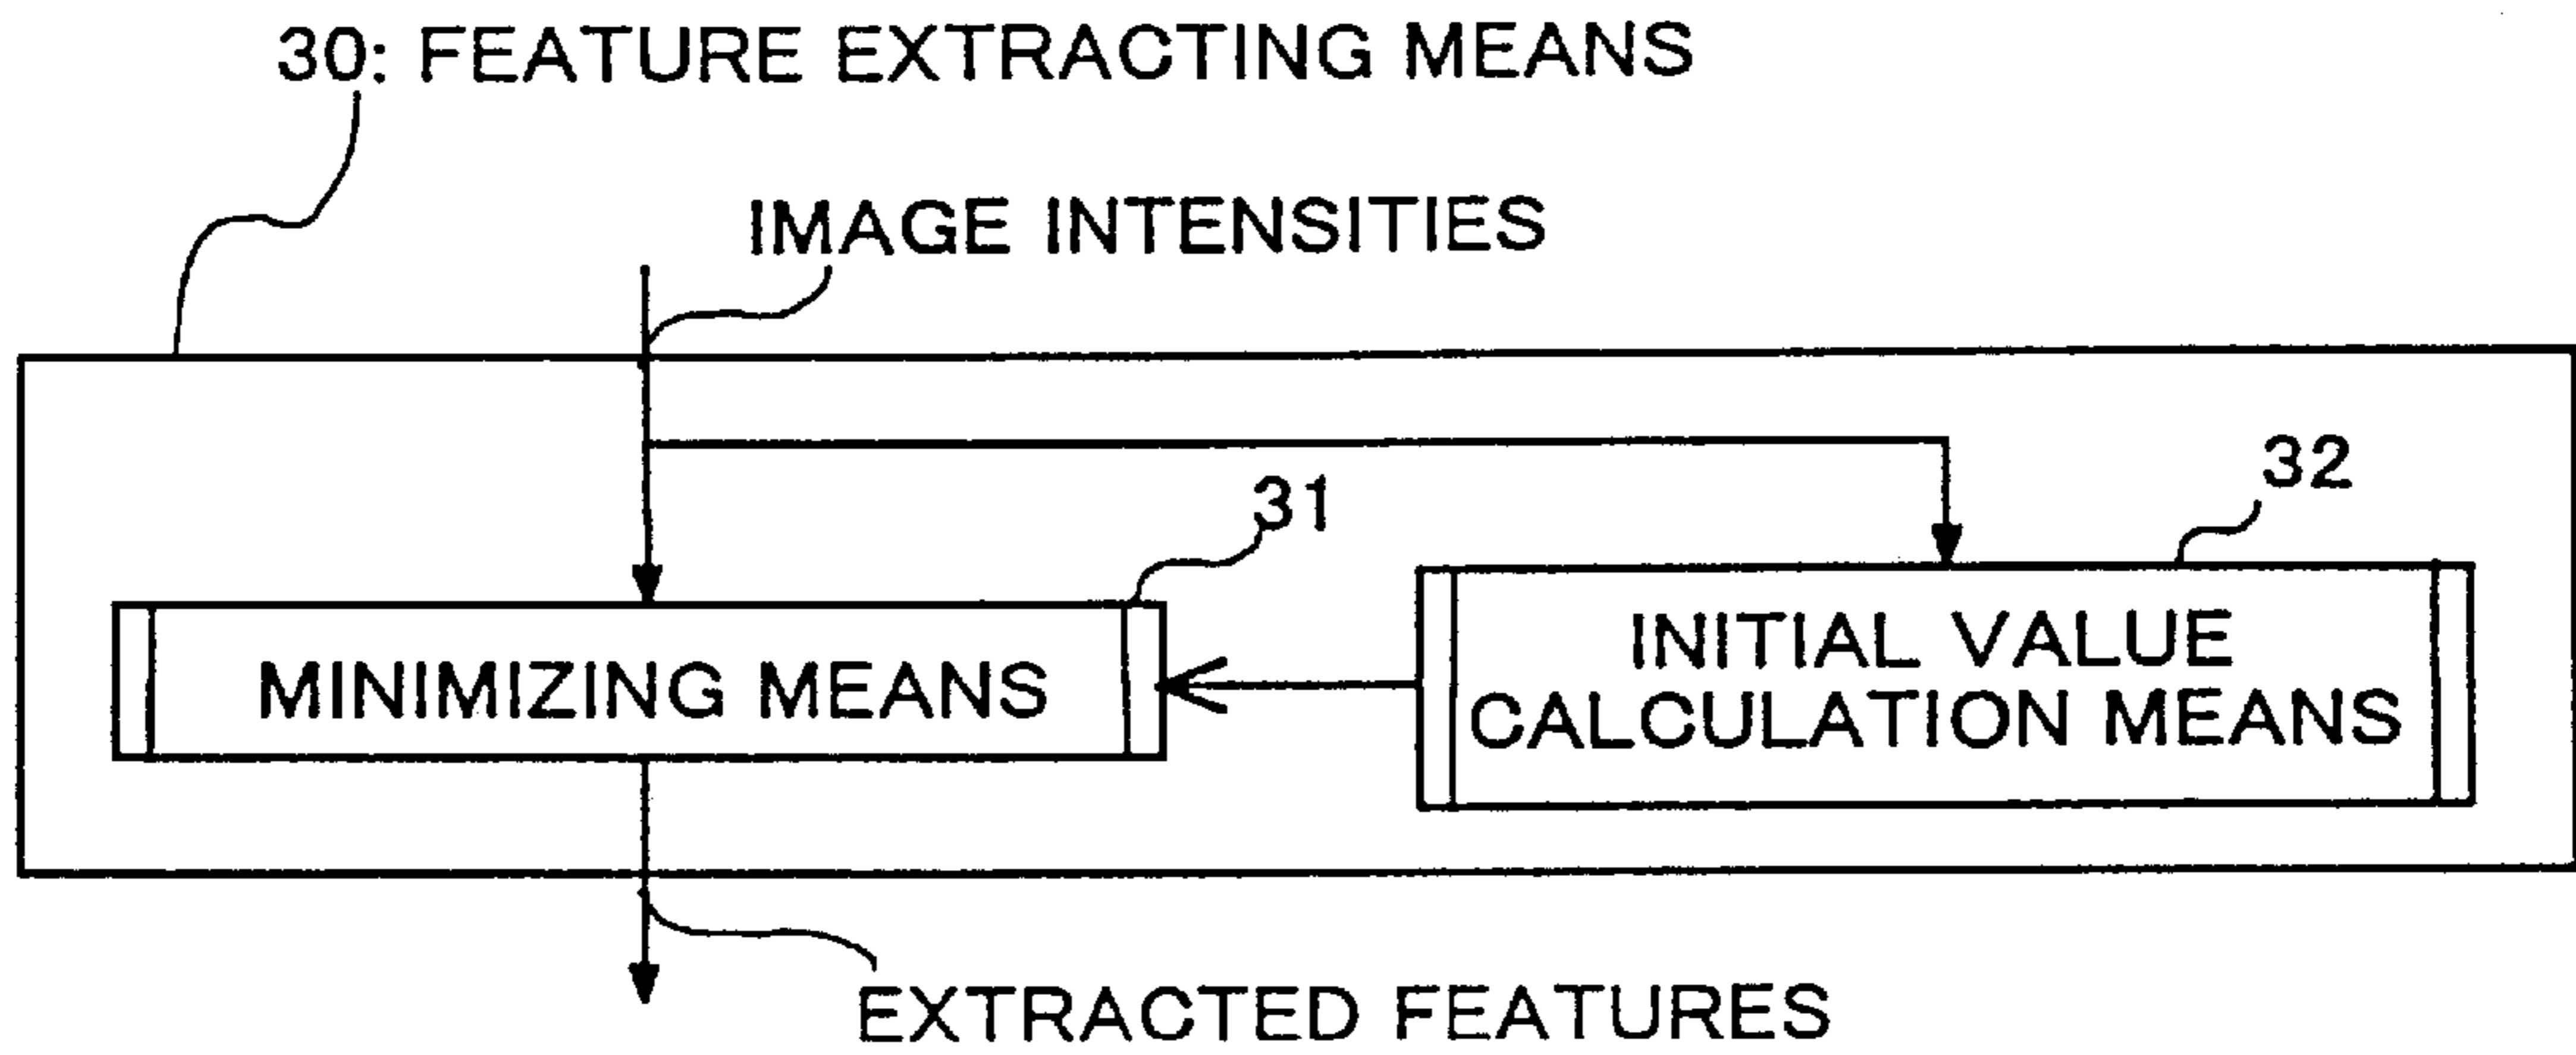 30: FEATURE EXTRACTING MEANS
IMAGE INTENSITIES
31
32
MINIMIZING MEANS
INITIAL VALUE
CALCULATION MEANS
EXTRACTED FEATURES